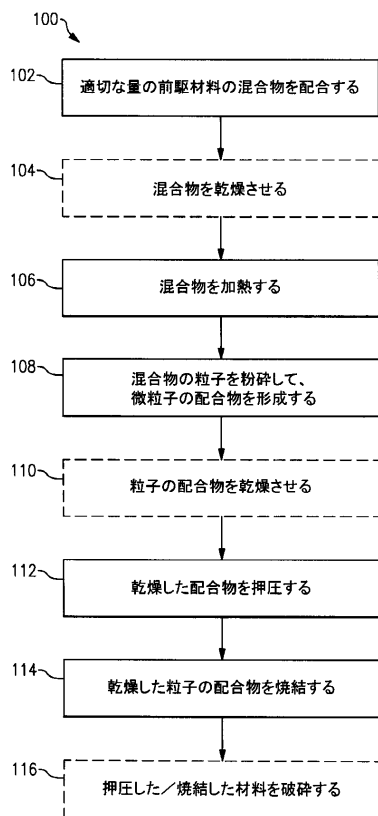 100
102
適切な量の前駆材料の混合物を配合する
104
混合物を乾燥させる
106
混合物を加熱する
108
混合物の粒子を粉砕して、
微粒子の配合物を形成する
110
粒子の配合物を乾燥させる
112
乾燥した配合物を押圧する
114
乾燥した粒子の配合物を焼結する
116
押圧した／焼結した材料を破砕する